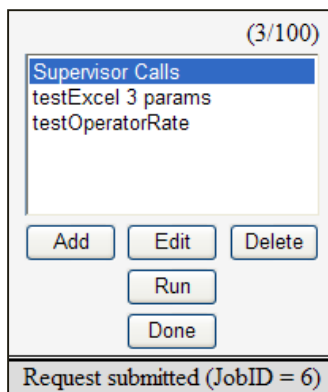 (3/100)
Supervisor Calls
testExcel 3 params
testOperatorRate
Add Edit Delete
Run
Done
Request submitted (JobID = 6)